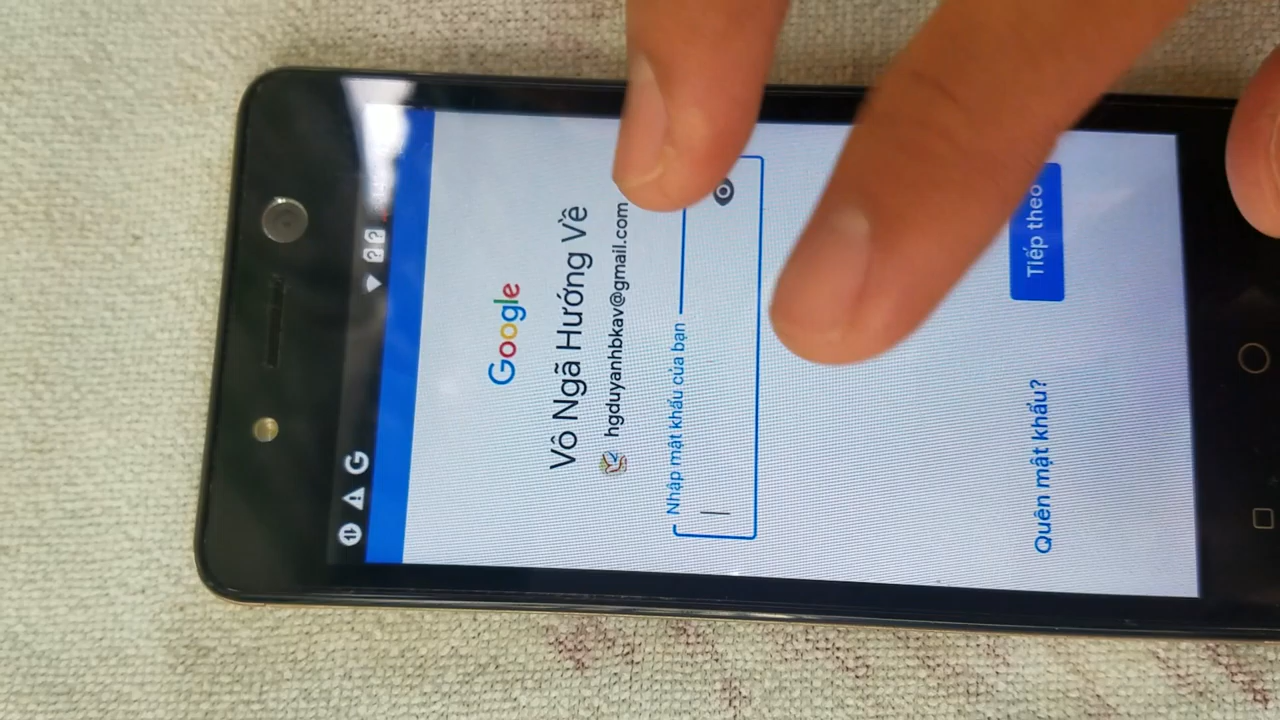 Google
Vô Ngã Hướng Về
hgduyanhbkav@gmail.com
Nhập mật khẩu của bạn
Quên mật khẩu?
Tiếp theo